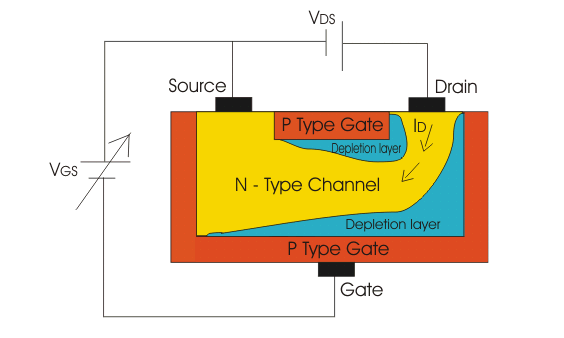 VDS
Source
Drain
P Type Gate
ID
Depletion layer
VGS
N - Type Channel
Depletion layer
P Type Gate
Gate